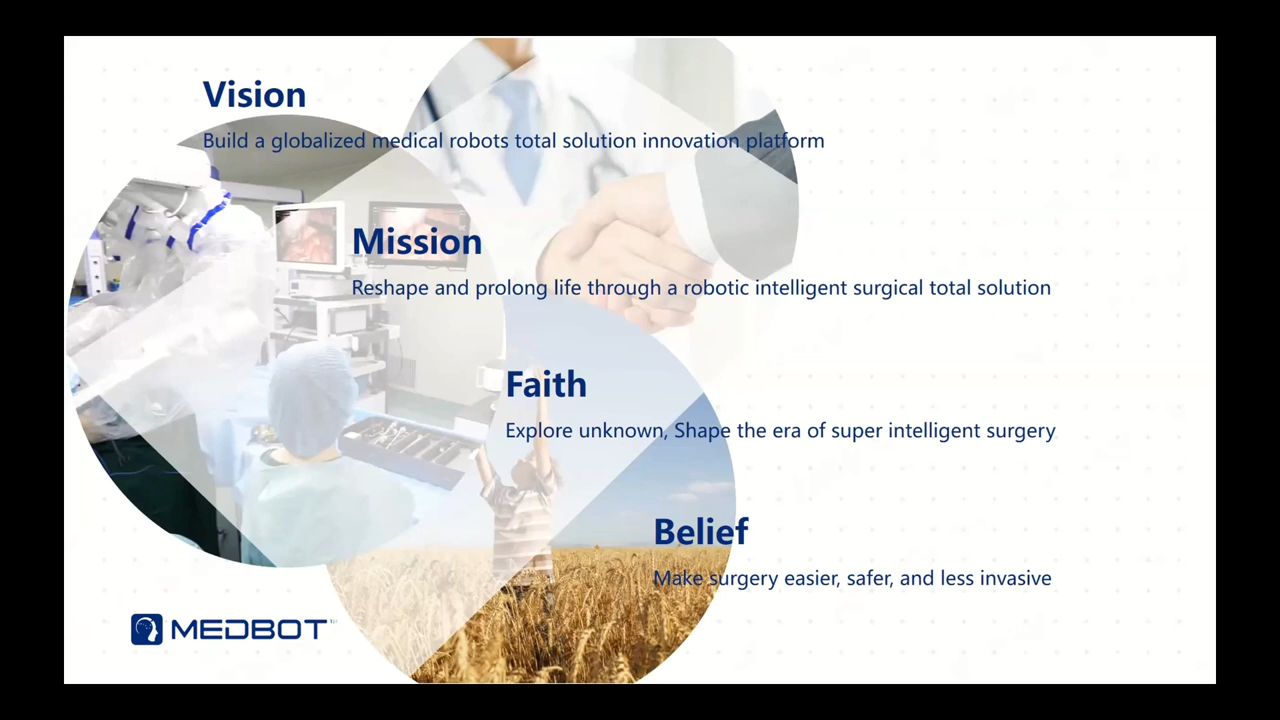 Vision
Build a globalized medical robots total solution innovation platform
Mission
Reshape and prolong life through a robotic intelligent surgical total solution
Faith
Explore unknown, Shape the era of super intelligent surgery
Belief
Make surgery easier, safer, and less invasive
MEDBOT